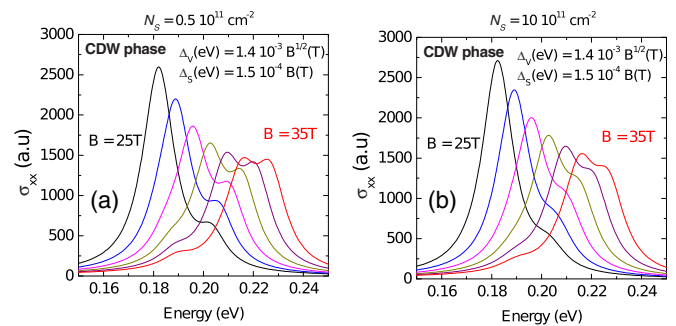 N_S = 0.5 10^11 cm^-2
CDW phase
Δ_V(eV) = 1.4 10^-3 B^1/2(T)
Δ_S(eV) = 1.5 10^-4 B(T)
B = 25T
B = 35T
(a)
σ_xx (a.u)
3000
2500
2000
1500
1000
500
0
0.16 0.18 0.20 0.22 0.24
Energy (eV)
N_S = 10 10^11 cm^-2
CDW phase
Δ_V(eV) = 1.4 10^-3 B^1/2(T)
Δ_S(eV) = 1.5 10^-4 B(T)
B = 25T
B = 35T
(b)
σ_xx (a.u)
3000
2500
2000
1500
1000
500
0
0.16 0.18 0.20 0.22 0.24
Energy (eV)